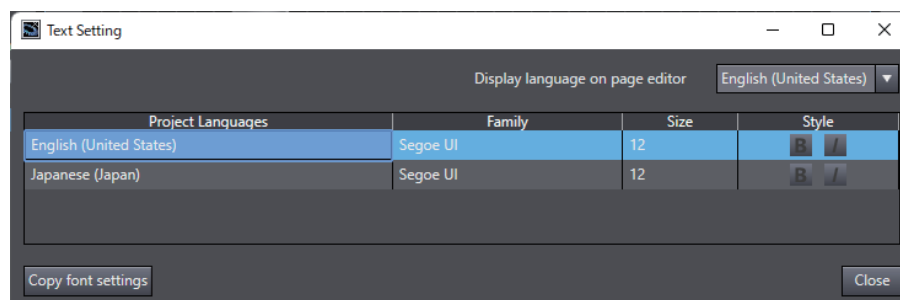 Text Setting
Display language on page editor English (United States)
Project Languages Family Size Style
English (United States) Segoe UI 12 B I
Japanese (Japan) Segoe UI 12 B I
Copy font settings Close